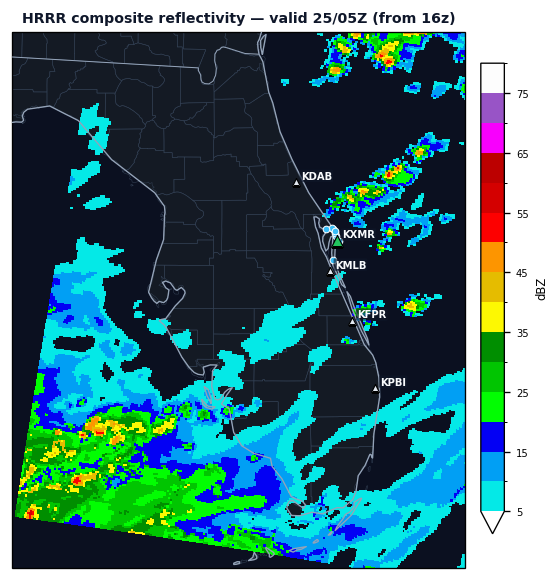 HRRR composite reflectivity — valid 25/05Z (from 16z)
KDAB
KXMR
KMLB
KFPR
KPBI
75
65
55
45
35
25
15
5
dBZ